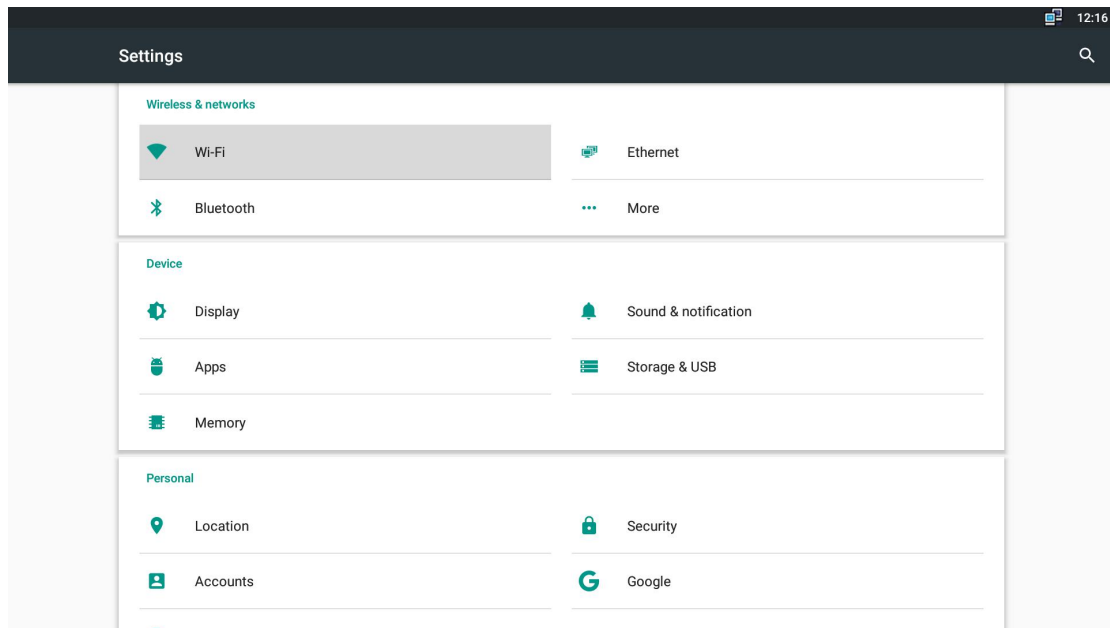 12:16
Settings
Wireless & networks
Wi-Fi
Ethernet
Bluetooth
More
Device
Display
Sound & notification
Apps
Storage & USB
Memory
Personal
Location
Security
Accounts
Google